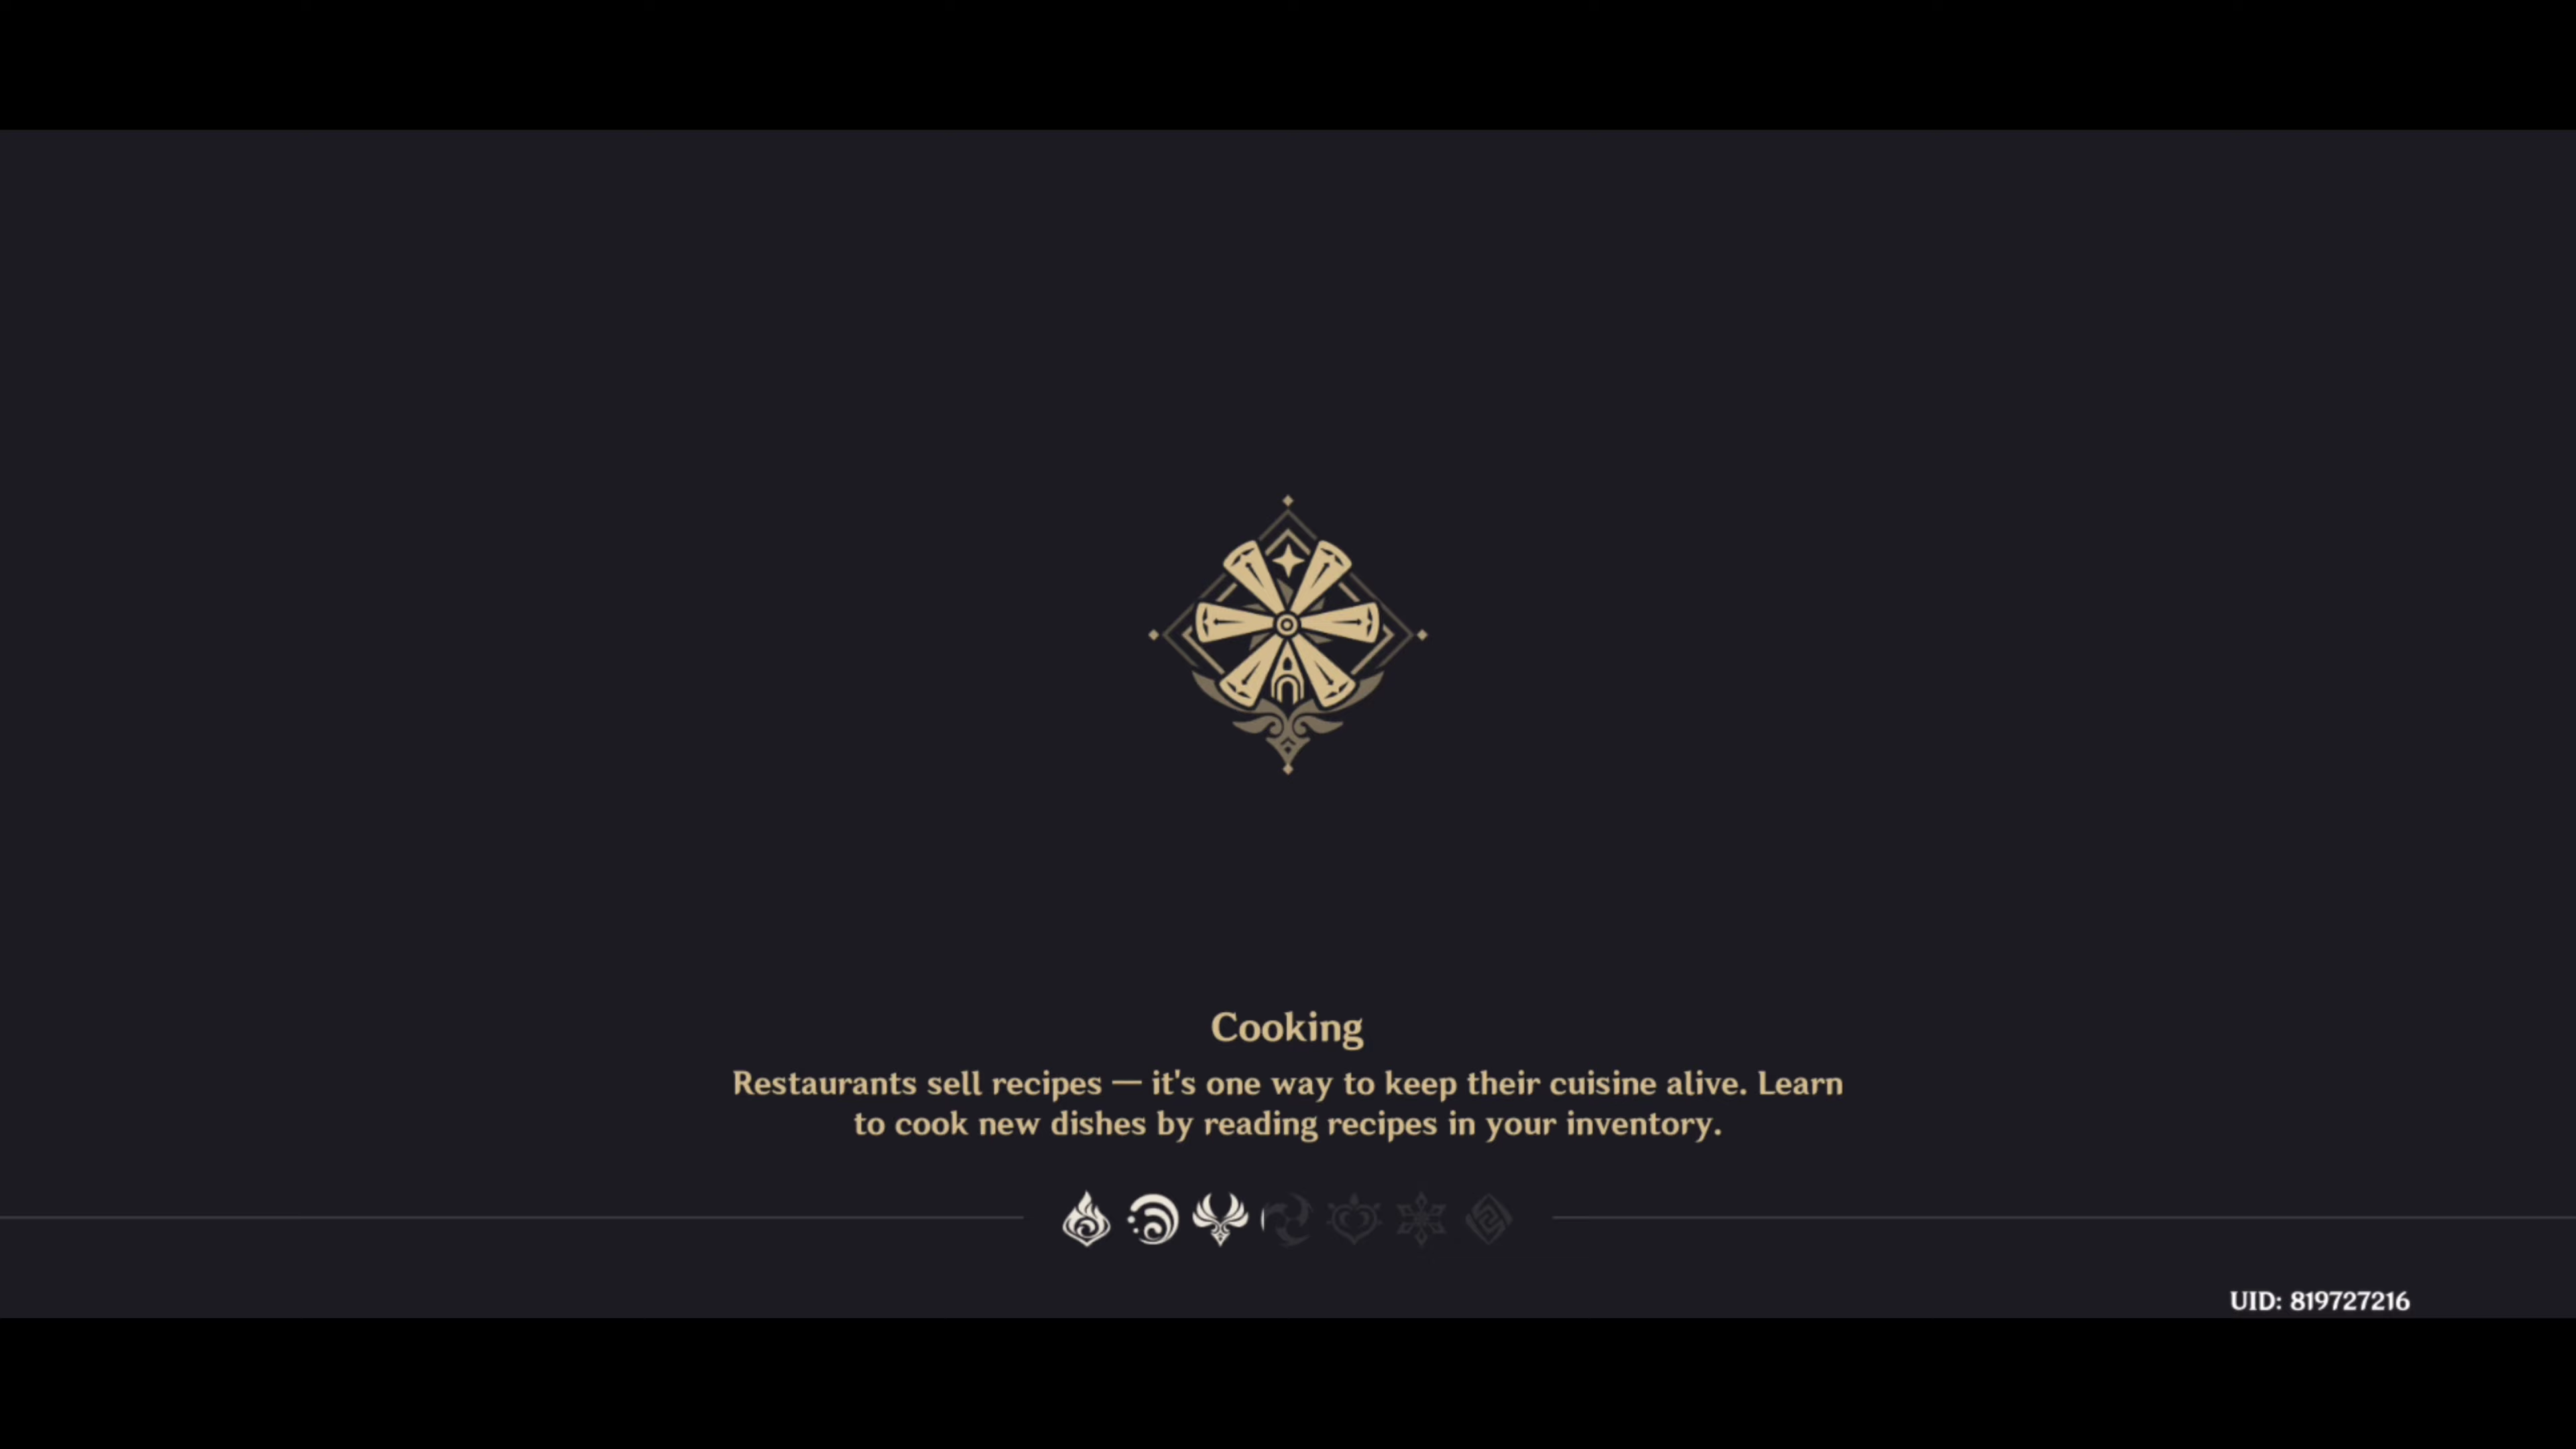 Cooking
Restaurants sell recipes — it's one way to keep their cuisine alive. Learn
to cook new dishes by reading recipes in your inventory.
UID: 819727216